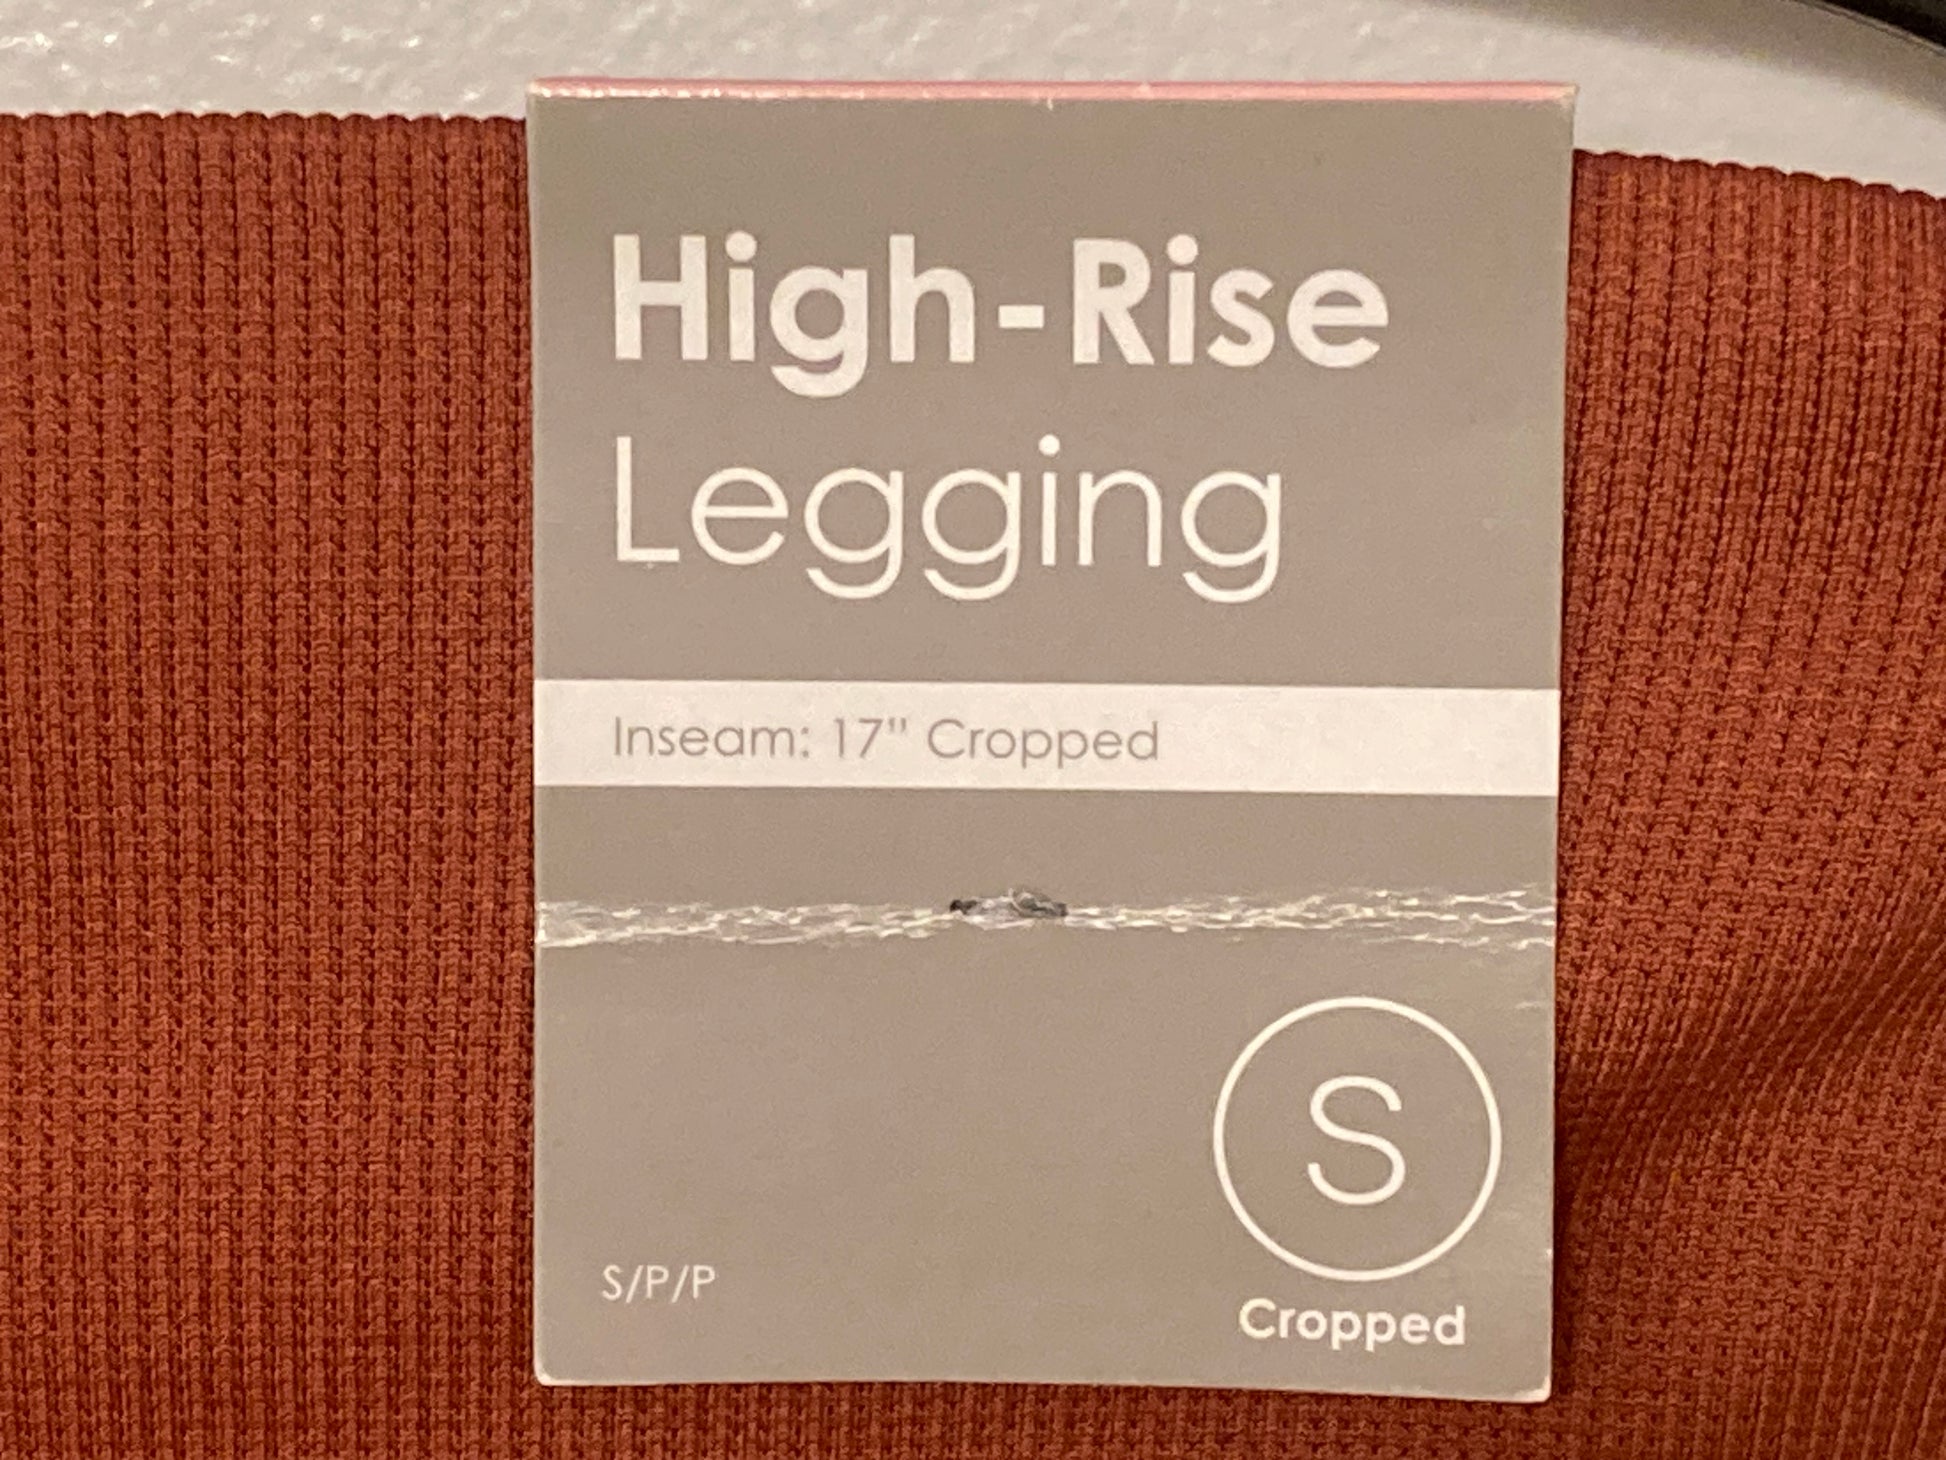 High-Rise
Legging
Inseam: 17" Cropped
S
S/P/P
Cropped